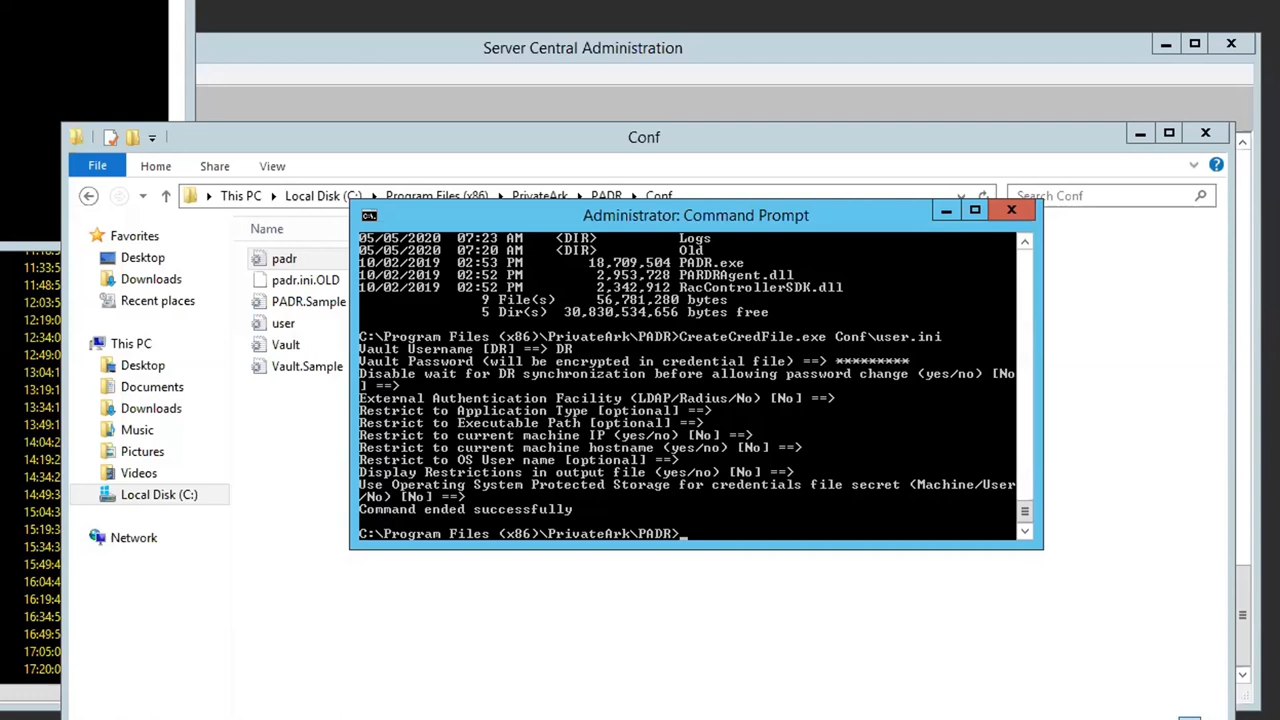 Server Central Administration
Conf
File Home Share View
This PC Local Disk (C:) Program Files (x86) PrivateArk PADR Conf
Search Conf
Favorites
Desktop
Downloads
Recent places
This PC
Desktop
Documents
Downloads
Music
Pictures
Videos
Local Disk (C:)
Network
Name
padr
padr.ini.OLD
PADR.Sample
user
Vault
Vault.Sample
Administrator: Command Prompt
05/05/2020 07:23 AM <DIR> Logs
05/05/2020 07:20 AM <DIR> Old
10/02/2019 02:53 PM 18,709,504 PADR.exe
10/02/2019 02:52 PM 2,953,728 PARDRAgent.dll
10/02/2019 02:52 PM 2,342,912 RacControllerSDK.dll
9 File(s) 56,781,280 bytes
5 Dir(s) 30,830,534,656 bytes free
C:\Program Files (x86)\PrivateArk\PADR>CreateCredFile.exe Conf\user.ini
Vault Username [DR] ==> DR
Vault Password (will be encrypted in credential file) ==> *********
Disable wait for DR synchronization before allowing password change (yes/no) [No
] ==>
External Authentication Facility (LDAP/Radius/No) [No] ==>
Restrict to Application Type [optional] ==>
Restrict to Executable Path [optional] ==>
Restrict to current machine IP (yes/no) [No] ==>
Restrict to current machine hostname (yes/no) [No] ==>
Restrict to OS User name [optional] ==>
Display Restrictions in output file (yes/no) [No] ==>
Use Operating System Protected Storage for credentials file secret (Machine/User
/No) [No] ==>
Command ended successfully
C:\Program Files (x86)\PrivateArk\PADR>_
11:33:5
11:48:5
12:03:5
12:19:0
12:34:0
12:49:0
13:04:1
13:19:1
13:34:1
13:49:1
14:04:2
14:19:2
14:34:2
14:49:2
15:04:3
15:19:3
15:34:3
15:49:3
16:04:4
16:19:4
16:34:5
16:49:5
17:05:0
17:20:0